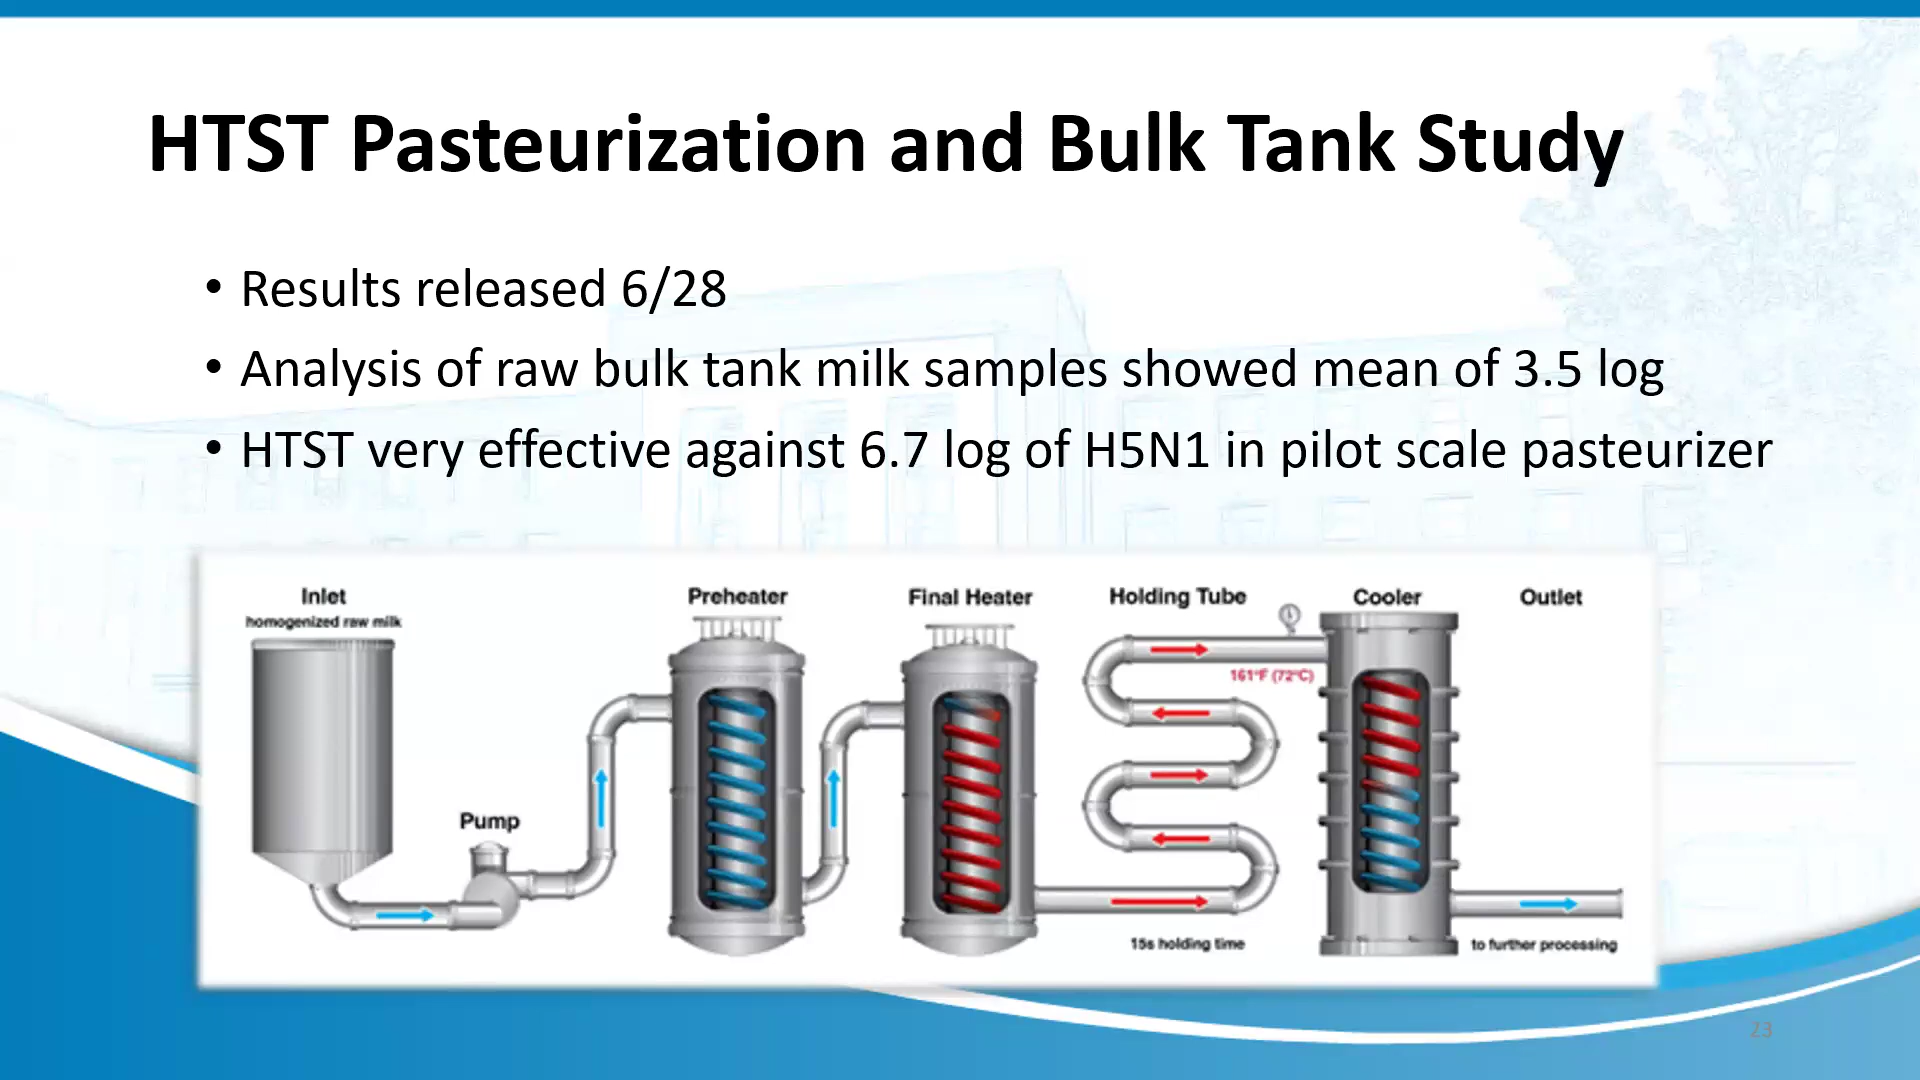 HTST Pasteurization and Bulk Tank Study
• Results released 6/28
• Analysis of raw bulk tank milk samples showed mean of 3.5 log
• HTST very effective against 6.7 log of H5N1 in pilot scale pasteurizer
Inlet
homogenized raw milk
Pump
Preheater
Final Heater
Holding Tube
161°F (72°C)
15s holding time
Cooler
Outlet
to further processing
23